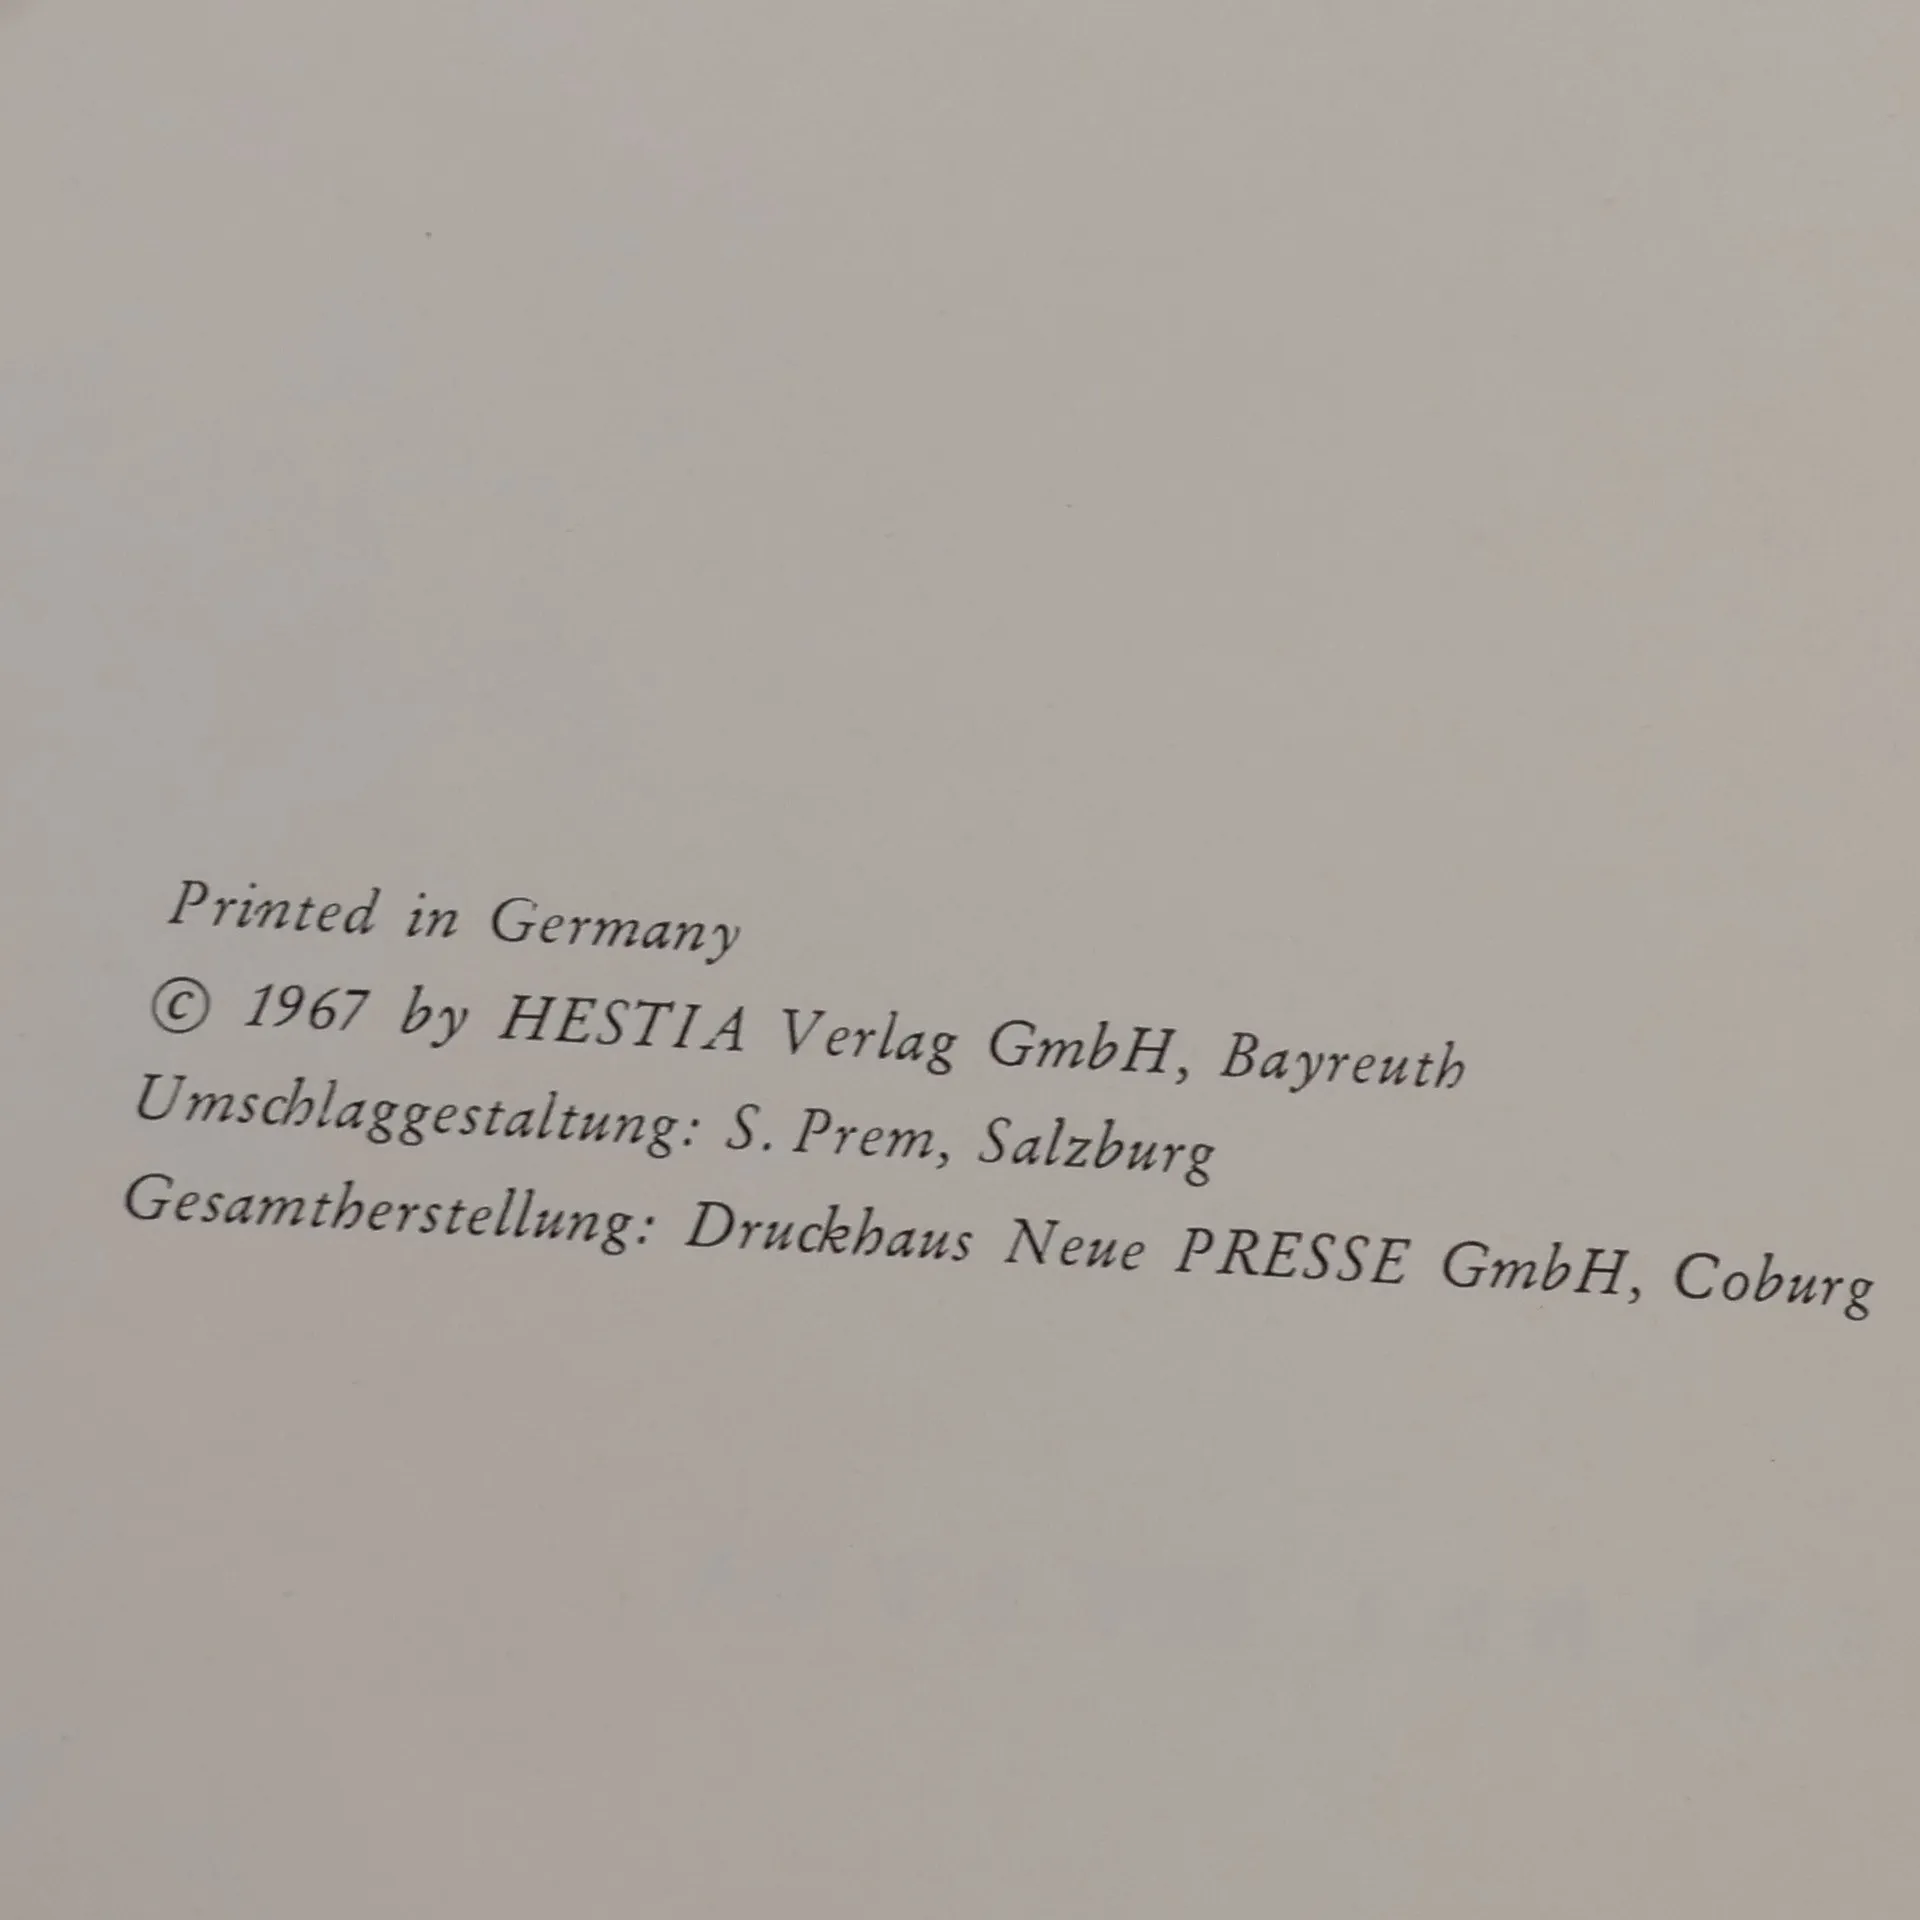 Printed in Germany
© 1967 by HESTIA Verlag GmbH, Bayreuth
Umschlaggestaltung: S. Prem, Salzburg
Gesamtherstellung: Druckhaus Neue PRESSE GmbH, Coburg